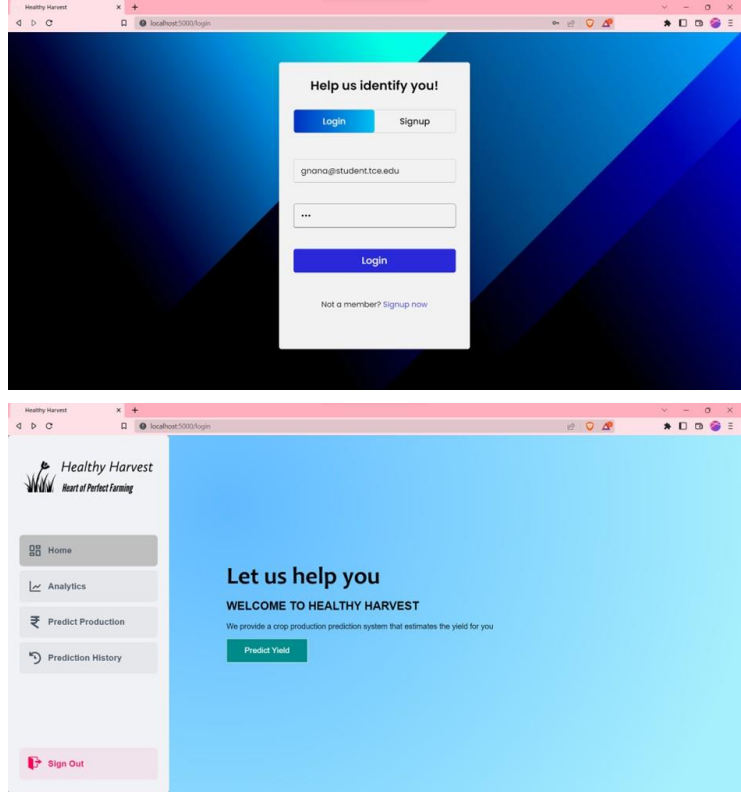 Healthy Harvest
localhost:5000/login
Help us identify you!
Login Signup
gnana@student.tce.edu
•••
Login
Not a member? Signup now
Healthy Harvest
localhost:5000/login
Healthy Harvest
Heart of Perfect Farming
Home
Analytics
Predict Production
Prediction History
Sign Out
Let us help you
WELCOME TO HEALTHY HARVEST
We provide a crop production prediction system that estimates the yield for you
Predict Yield